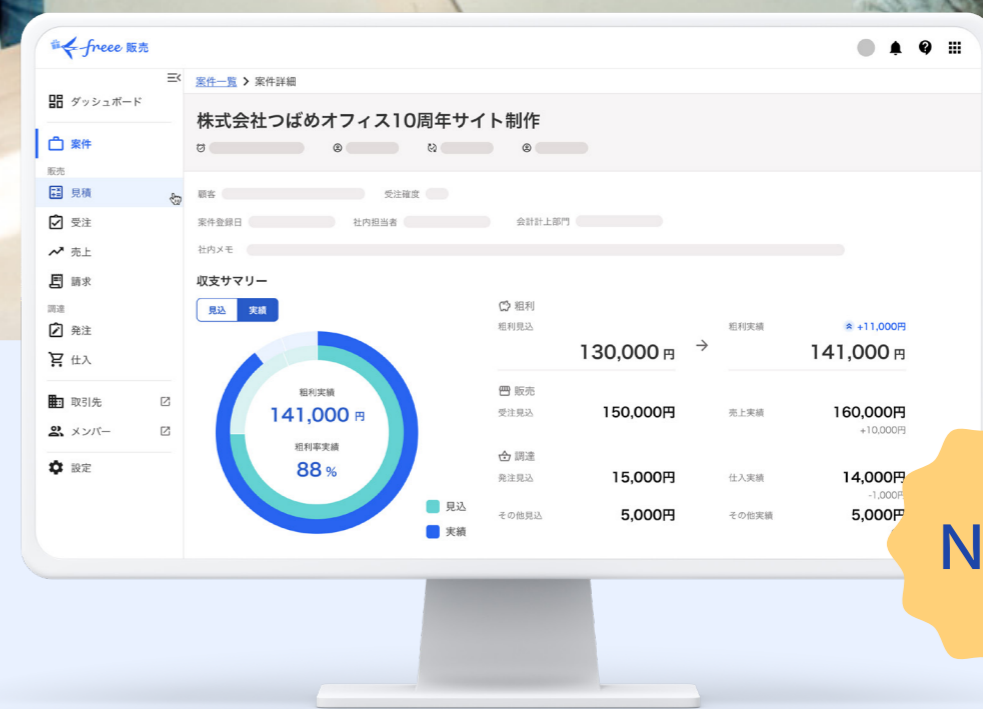 freee 販売
案件一覧 > 案件詳細
ダッシュボード
案件
販売
見積
受注
売上
請求
調達
発注
仕入
取引先
メンバー
設定
株式会社つばめオフィス10周年サイト制作
顧客 受注確度
案件登録日 社内担当者 会計計上部門
社内メモ
収支サマリー
見込 実績
粗利実績
141,000 円
粗利率実績
88 %
見込
実績
粗利
粗利見込 粗利実績 +11,000円
130,000 円 → 141,000 円
販売
受注見込 150,000円 売上実績 160,000円
+10,000円
調達
発注見込 15,000円 仕入実績 14,000円
-1,000円
その他見込 5,000円 その他実績 5,000円
N